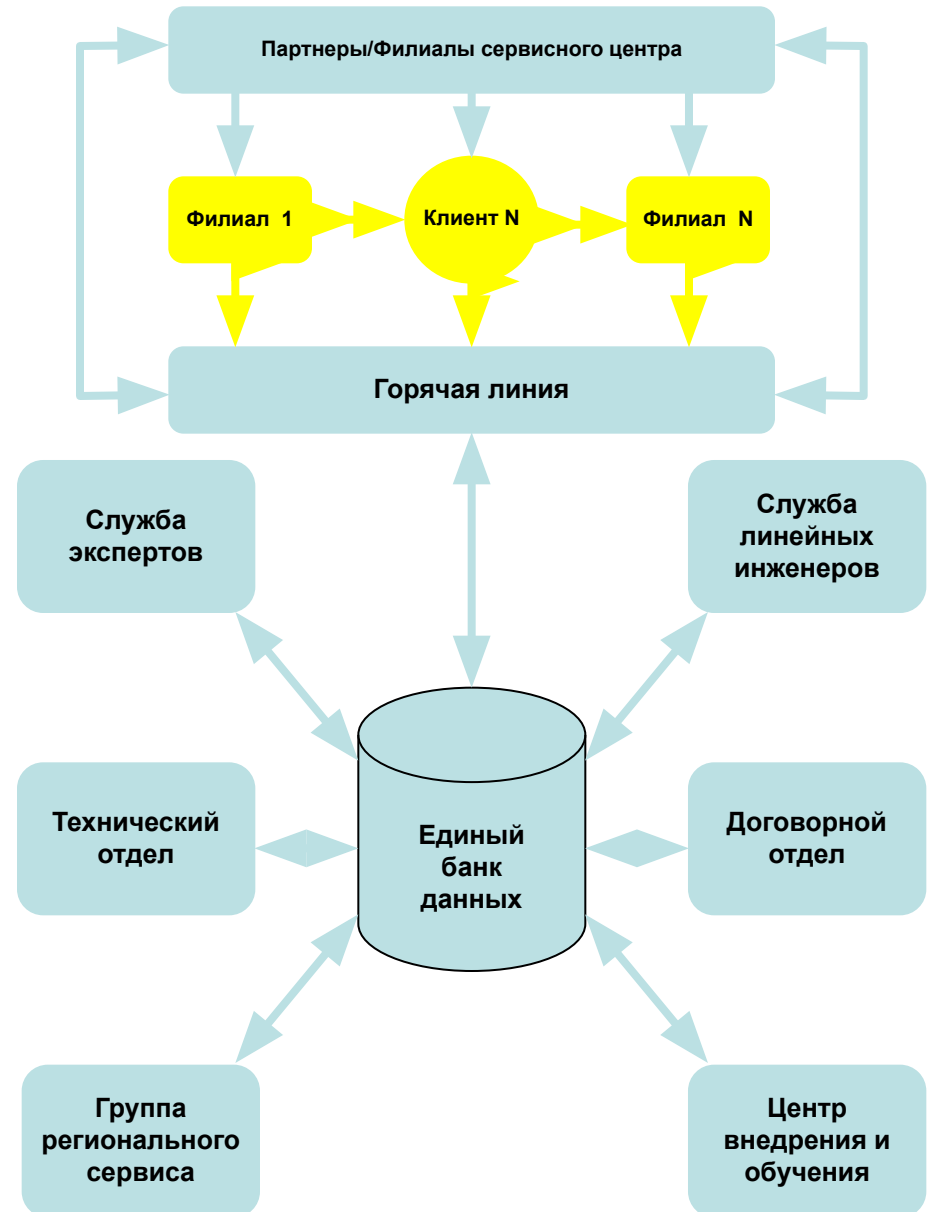 Партнеры/Филиалы сервисного центра
Филиал 1
Клиент N
Филиал N
Горячая линия
Служба
экспертов
Служба
линейных
инженеров
Технический
отдел
Единый
банк
данных
Договорной
отдел
Группа
регионального
сервиса
Центр
внедрения и
обучения